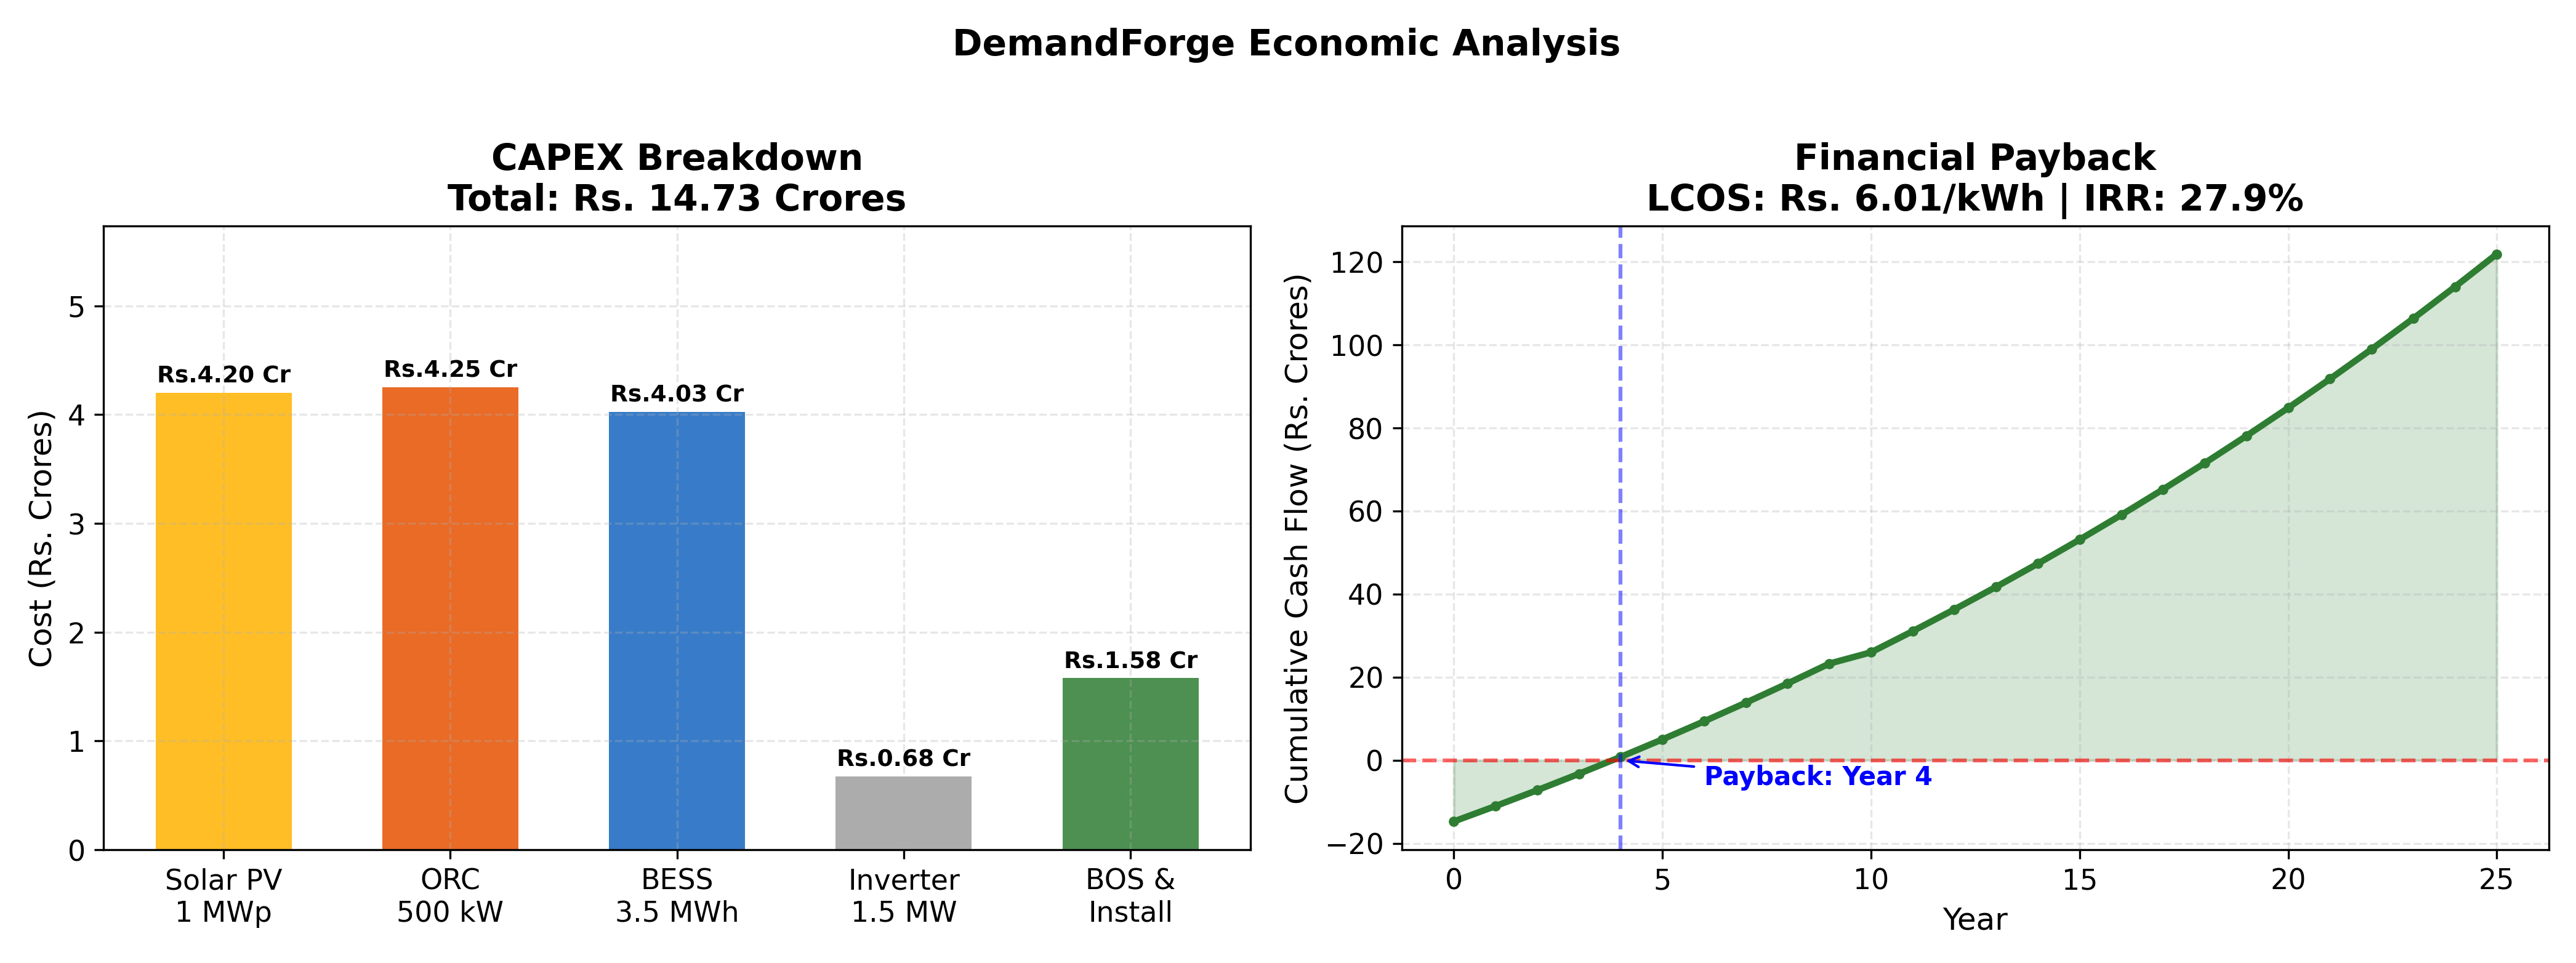 DemandForge Economic Analysis
CAPEX Breakdown
Total: Rs. 14.73 Crores
Cost (Rs. Crores)
5
4
3
2
1
0
Rs.4.20 Cr
Rs.4.25 Cr
Rs.4.03 Cr
Rs.0.68 Cr
Rs.1.58 Cr
Solar PV
1 MWp
ORC
500 kW
BESS
3.5 MWh
Inverter
1.5 MW
BOS &
Install
Financial Payback
LCOS: Rs. 6.01/kWh | IRR: 27.9%
Cumulative Cash Flow (Rs. Crores)
120
100
80
60
40
20
0
−20
Payback: Year 4
0
5
10
15
20
25
Year